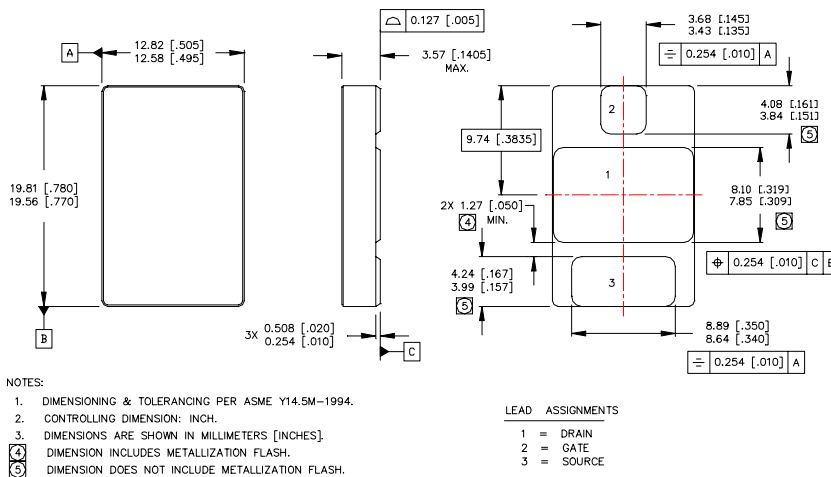 0.127 [.005]
A
12.82 [.505]
12.58 [.495]
3.57 [.1405]
MAX.
3.68 [.145]
3.43 [.135]
0.254 [.010] A
2
4.08 [.161]
3.84 [.151]
5
9.74 [.3835]
1
19.81 [.780]
19.56 [.770]
8.10 [.319]
7.85 [.309]
5
2X 1.27 [.050]
4 MIN.
⌖ 0.254 [.010] C B
4.24 [.167]
3.99 [.157]
5
3
B
3X 0.508 [.020]
0.254 [.010]
C
8.89 [.350]
8.64 [.340]
0.254 [.010] A
NOTES:
1. DIMENSIONING & TOLERANCING PER ASME Y14.5M-1994.
2. CONTROLLING DIMENSION: INCH.
3. DIMENSIONS ARE SHOWN IN MILLIMETERS [INCHES].
4 DIMENSION INCLUDES METALLIZATION FLASH.
5 DIMENSION DOES NOT INCLUDE METALLIZATION FLASH.
LEAD ASSIGNMENTS
1 = DRAIN
2 = GATE
3 = SOURCE